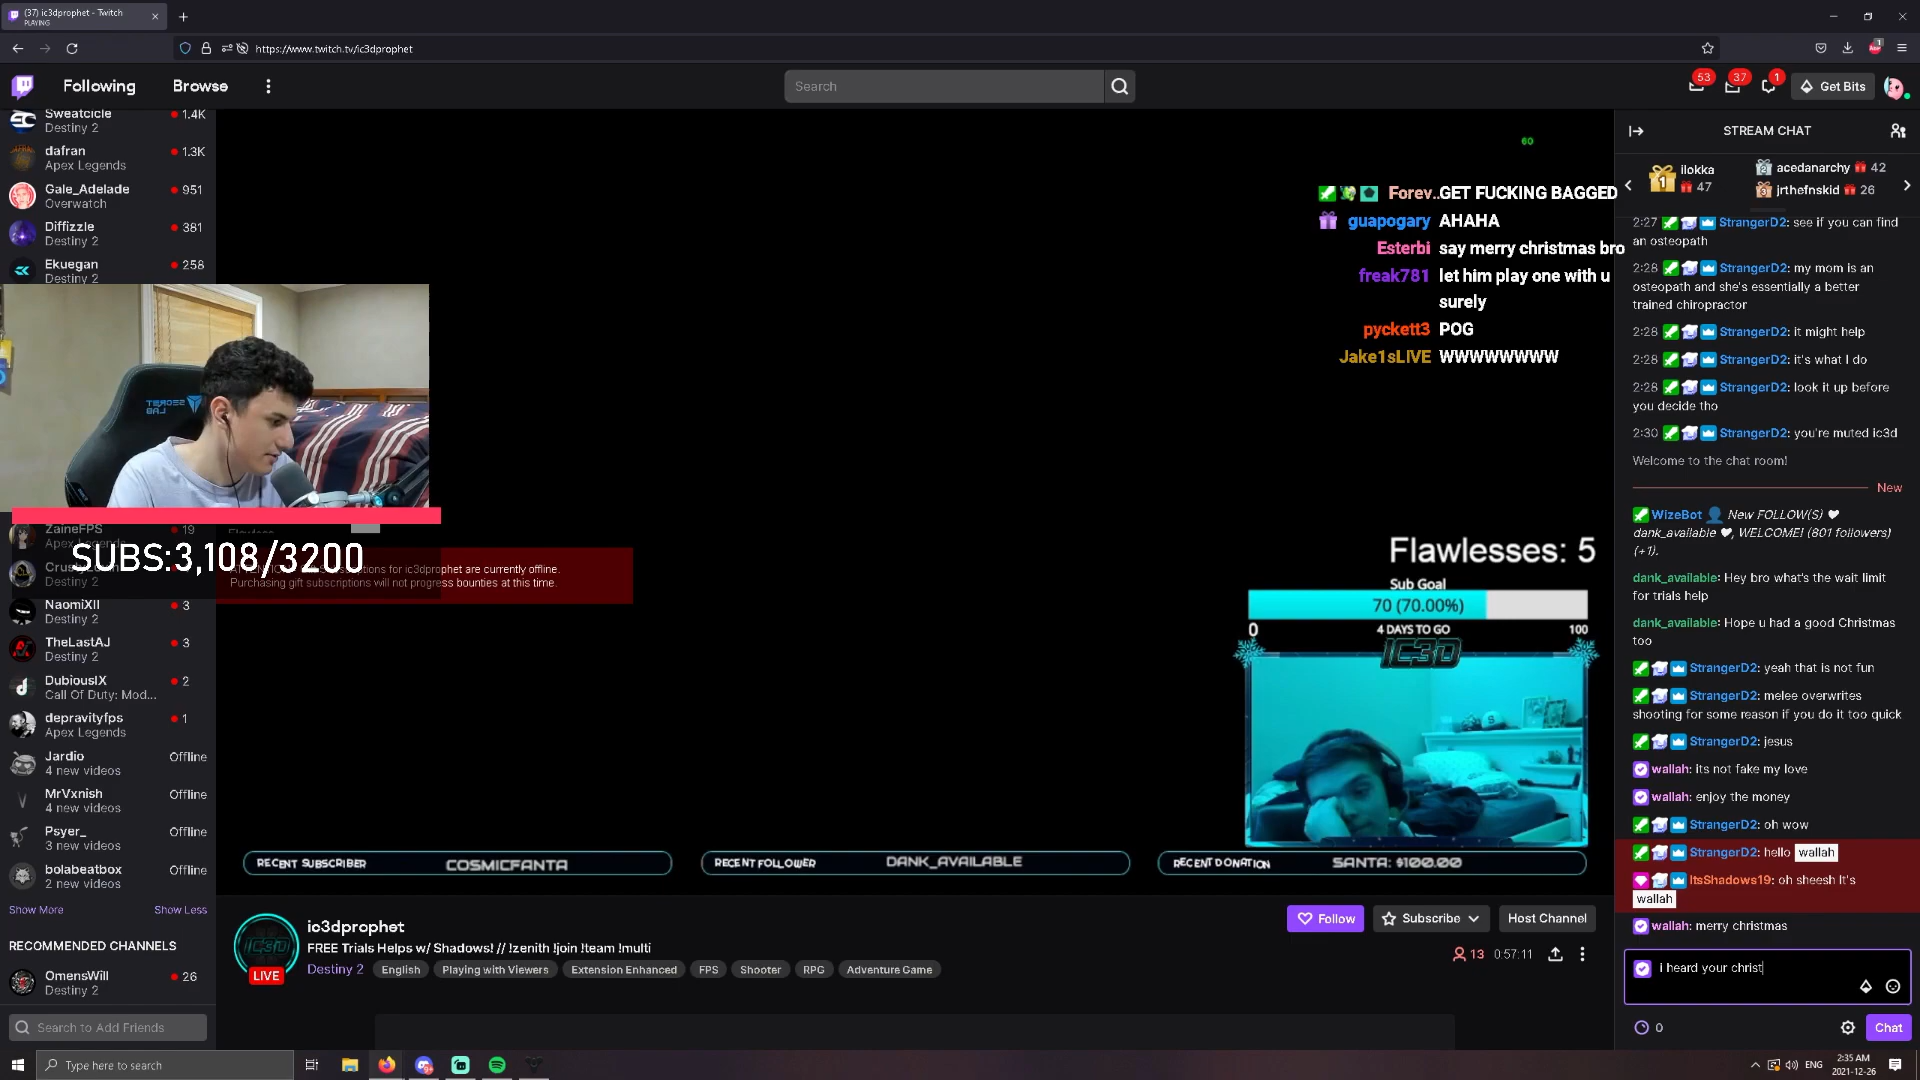 (37) ic3dprophet - Twitch
PLAYING
https://www.twitch.tv/ic3dprophet
1
Following
Browse
Search
53
37
1
Get Bits
Sweatcicle
1.4K
Destiny 2
dafran
1.3K
Apex Legends
Gale_Adelade
951
Overwatch
Diffizzle
381
Destiny 2
Ekuegan
258
Destiny 2
ZaineFPS
19
Apex
SUBS:3,108/3200
Destiny 2
NaomiXII
3
Destiny 2
TheLastAJ
3
Destiny 2
DubiousIX
2
Call Of Duty: Mod...
depravityfps
1
Apex Legends
Jardio
Offline
4 new videos
MrVxnish
Offline
4 new videos
Psyer_
Offline
3 new videos
bolabeatbox
Offline
2 new videos
Show More
Show Less
RECOMMENDED CHANNELS
OmensWill
26
Destiny 2
Search to Add Friends
60
Forev..GET FUCKING BAGGED
guapogary AHAHA
Esterbi say merry christmas bro
freak781 let him play one with u
surely
pyckett3 POG
Jake1sLIVE WWWWWWWW
for ic3dprophet are currently offline.
Purchasing gift subscriptions will not progress bounties at this time.
Flawlesses: 5
Sub Goal
70 (70.00%)
0
4 DAYS TO GO
100
IC3D
RECENT SUBSCRIBER
COSMICFANTA
RECENT FOLLOWER
DANK_AVAILABLE
RECENT DONATION
SANTA: $100.00
LIVE
ic3dprophet
FREE Trials Helps w/ Shadows! // !zenith !join !team !multi
Destiny 2
English
Playing with Viewers
Extension Enhanced
FPS
Shooter
RPG
Adventure Game
Follow
Subscribe
Host Channel
13
0:57:11
STREAM CHAT
1
ilokka
47
2
acedanarchy
42
3
jrthefnskid
26
2:27 StrangerD2: see if you can find
an osteopath
2:28 StrangerD2: my mom is an
osteopath and she's essentially a better
trained chiropractor
2:28 StrangerD2: it might help
2:28 StrangerD2: it's what I do
2:28 StrangerD2: look it up before
you decide tho
2:30 StrangerD2: you're muted ic3d
Welcome to the chat room!
New
WizeBot New FOLLOW(S) ♥
dank_available ♥, WELCOME! (801 followers)
(+1).
dank_available: Hey bro what's the wait limit
for trials help
dank_available: Hope u had a good Christmas
too
StrangerD2: yeah that is not fun
StrangerD2: melee overwrites
shooting for some reason if you do it too quick
StrangerD2: jesus
wallah: its not fake my love
wallah: enjoy the money
StrangerD2: oh wow
StrangerD2: hello wallah
ItsShadows19: oh sheesh It's
wallah
wallah: merry christmas
i heard your christ
0
Chat
Type here to search
ENG
2:35 AM
2021-12-26